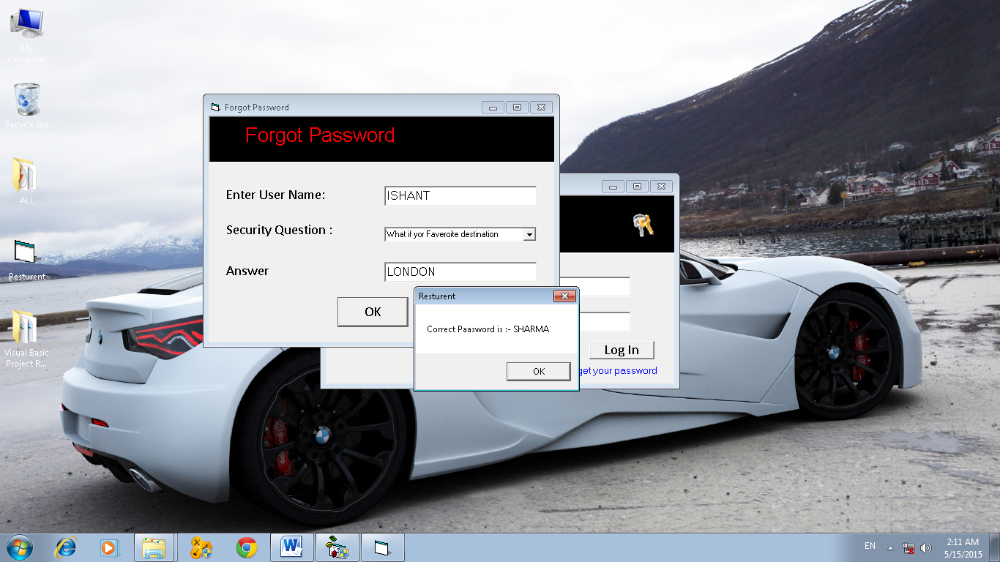 My
Computer
Recycle Bin
ALL
Resturent
Visual Basic
Project R...
Forgot Password
Forgot Password
Enter User Name:
ISHANT
Security Question :
What if yor Faveroite destination
Answer
LONDON
OK
Resturent
Correct Paasword is :- SHARMA
OK
Log In
get your password
EN
2:11 AM
5/15/2015